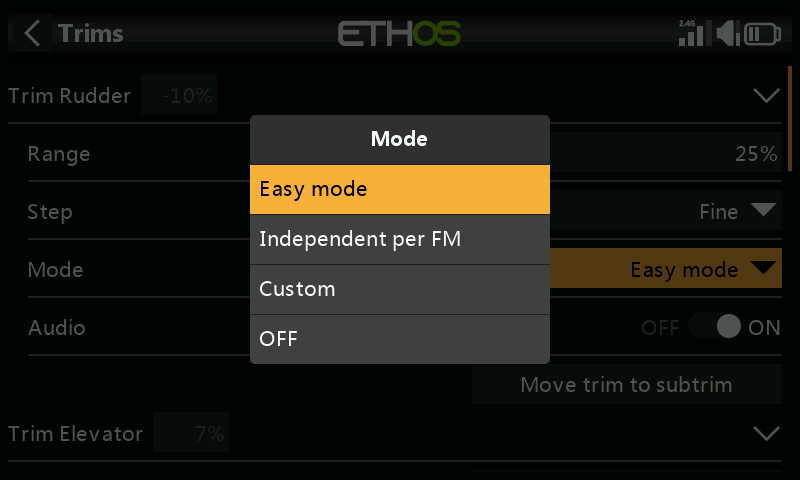 Trims
ETHOS
2.4G
Trim Rudder -10%
Mode
Range 25%
Easy mode
Step Fine
Independent per FM
Mode Easy mode
Custom
Audio OFF ON
OFF
Move trim to subtrim
Trim Elevator 7%